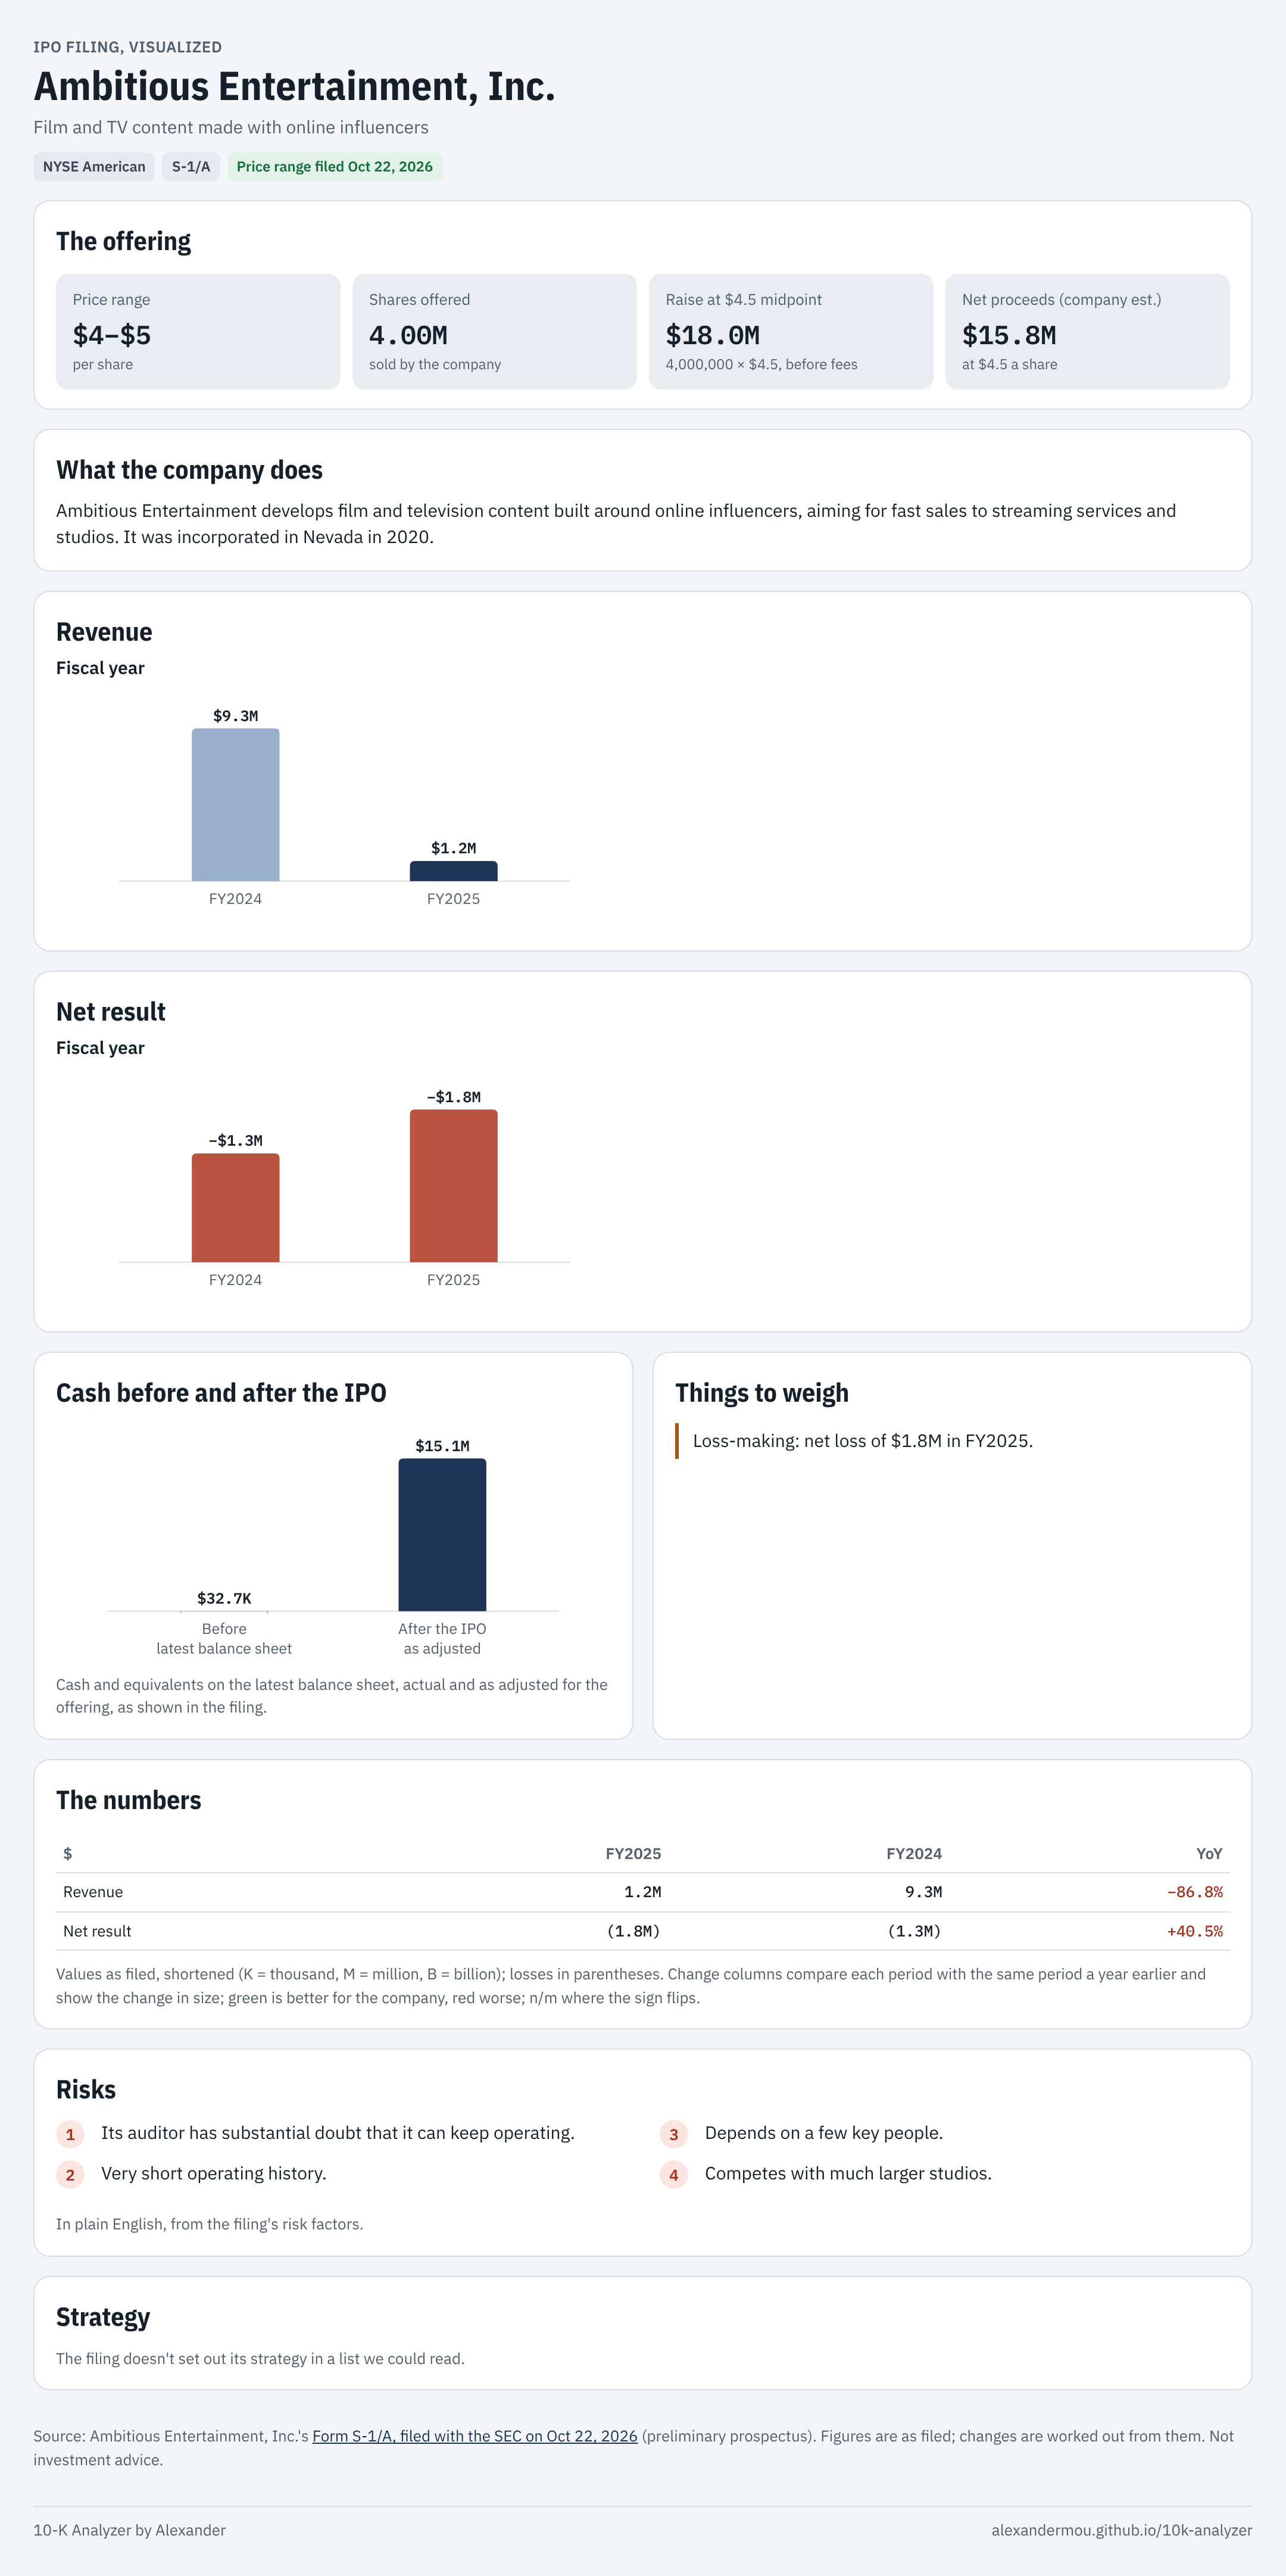 IPO FILING, VISUALIZED
Ambitious Entertainment, Inc.
Film and TV content made with online influencers
NYSE American
S-1/A
Price range filed Oct 22, 2026
The offering
Price range
$4–$5
per share
Shares offered
4.00M
sold by the company
Raise at $4.5 midpoint
$18.0M
4,000,000 × $4.5, before fees
Net proceeds (company est.)
$15.8M
at $4.5 a share
What the company does
Ambitious Entertainment develops film and television content built around online influencers, aiming for fast sales to streaming services and
studios. It was incorporated in Nevada in 2020.
Revenue
Fiscal year
$9.3M
$1.2M
FY2024
FY2025
Net result
Fiscal year
−$1.3M
−$1.8M
FY2024
FY2025
Cash before and after the IPO
$32.7K
$15.1M
Before
latest balance sheet
After the IPO
as adjusted
Cash and equivalents on the latest balance sheet, actual and as adjusted for the
offering, as shown in the filing.
Things to weigh
Loss-making: net loss of $1.8M in FY2025.
The numbers
$ FY2025 FY2024 YoY
Revenue 1.2M 9.3M −86.8%
Net result (1.8M) (1.3M) +40.5%
Values as filed, shortened (K = thousand, M = million, B = billion); losses in parentheses. Change columns compare each period with the same period a year earlier and
show the change in size; green is better for the company, red worse; n/m where the sign flips.
Risks
1 Its auditor has substantial doubt that it can keep operating.
2 Very short operating history.
3 Depends on a few key people.
4 Competes with much larger studios.
In plain English, from the filing's risk factors.
Strategy
The filing doesn't set out its strategy in a list we could read.
Source: Ambitious Entertainment, Inc.'s Form S-1/A, filed with the SEC on Oct 22, 2026 (preliminary prospectus). Figures are as filed; changes are worked out from them. Not
investment advice.
10-K Analyzer by Alexander
alexandermou.github.io/10k-analyzer